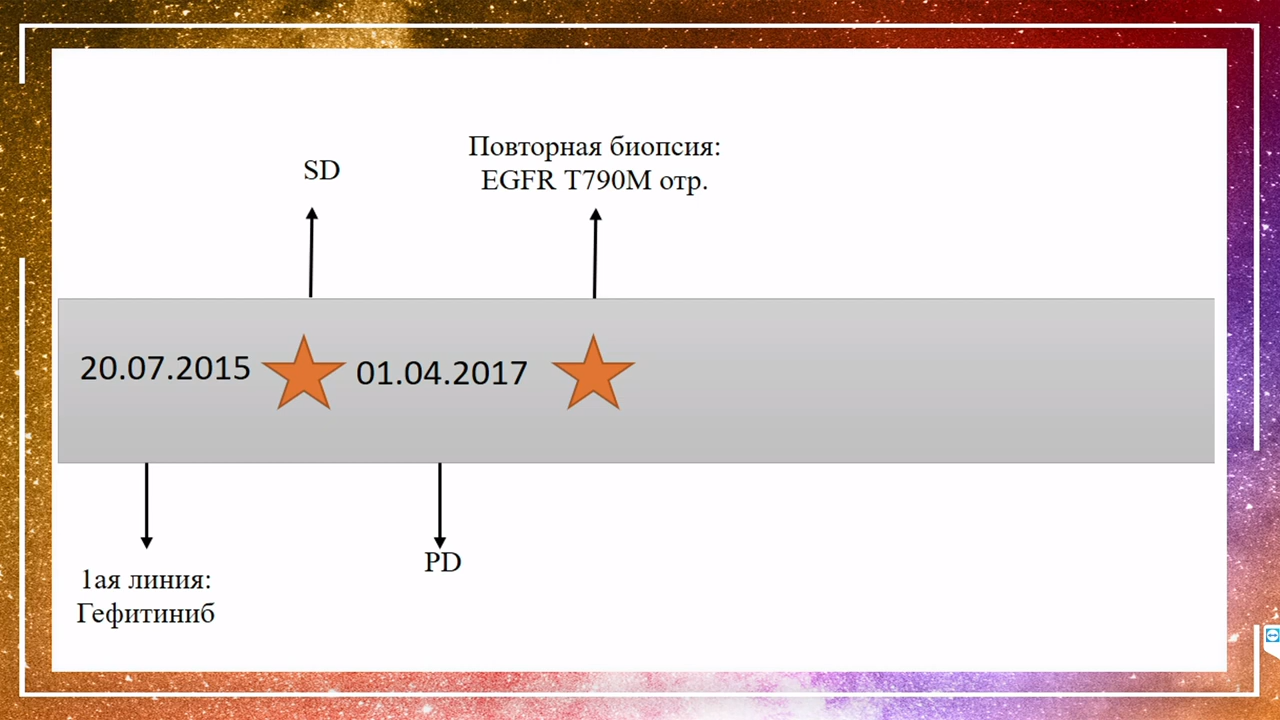 SD
Повторная биопсия:
EGFR T790M отр.
20.07.2015
01.04.2017
1ая линия:
Гефитиниб
PD